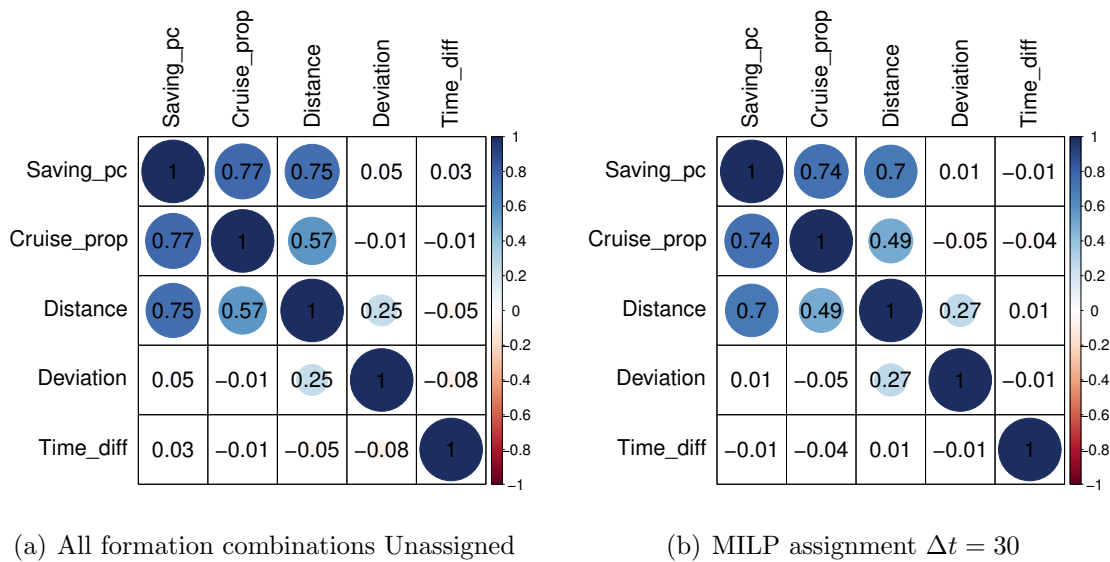 Saving_pc Cruise_prop Distance Deviation Time_diff
Saving_pc 1 0.77 0.75 0.05 0.03
Cruise_prop 0.77 1 0.57 −0.01 −0.01
Distance 0.75 0.57 1 0.25 −0.05
Deviation 0.05 −0.01 0.25 1 −0.08
Time_diff 0.03 −0.01 −0.05 −0.08 1
1
0.8
0.6
0.4
0.2
0
−0.2
−0.4
−0.6
−0.8
−1
(a) All formation combinations Unassigned
Saving_pc Cruise_prop Distance Deviation Time_diff
Saving_pc 1 0.74 0.7 0.01 −0.01
Cruise_prop 0.74 1 0.49 −0.05 −0.04
Distance 0.7 0.49 1 0.27 0.01
Deviation 0.01 −0.05 0.27 1 −0.01
Time_diff −0.01 −0.04 0.01 −0.01 1
1
0.8
0.6
0.4
0.2
0
−0.2
−0.4
−0.6
−0.8
−1
(b) MILP assignment Δt = 30